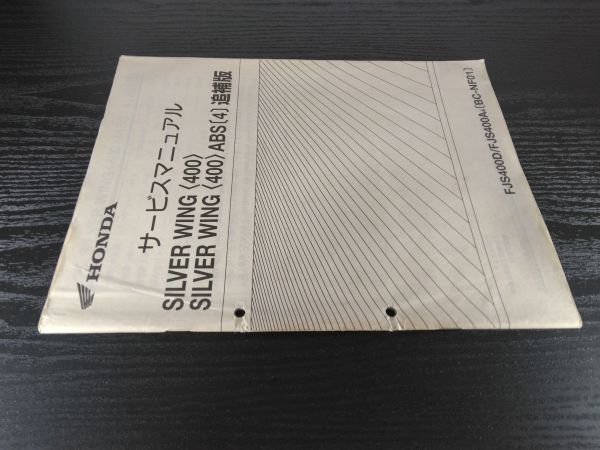 HONDA
サービスマニュアル
SILVER WING〈400〉
SILVER WING〈400〉ABS〔4〕追補版
FJS400D/FJS400A₄(BC-NF01)